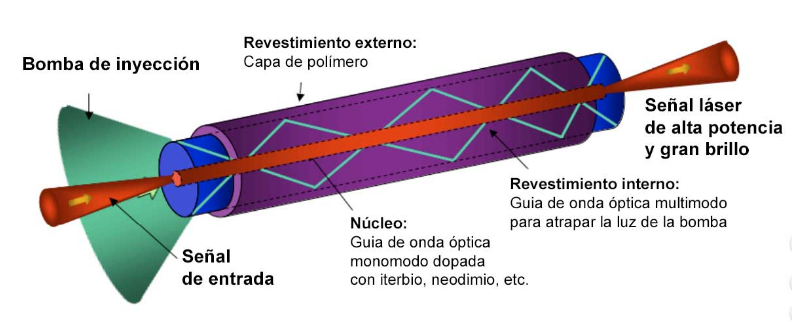 Bomba de inyección
Revestimiento externo:
Capa de polímero
Señal láser
de alta potencia
y gran brillo
Revestimiento interno:
Guia de onda óptica multimodo
para atrapar la luz de la bomba
Núcleo:
Guia de onda óptica
monomodo dopada
con iterbio, neodimio, etc.
Señal
de entrada